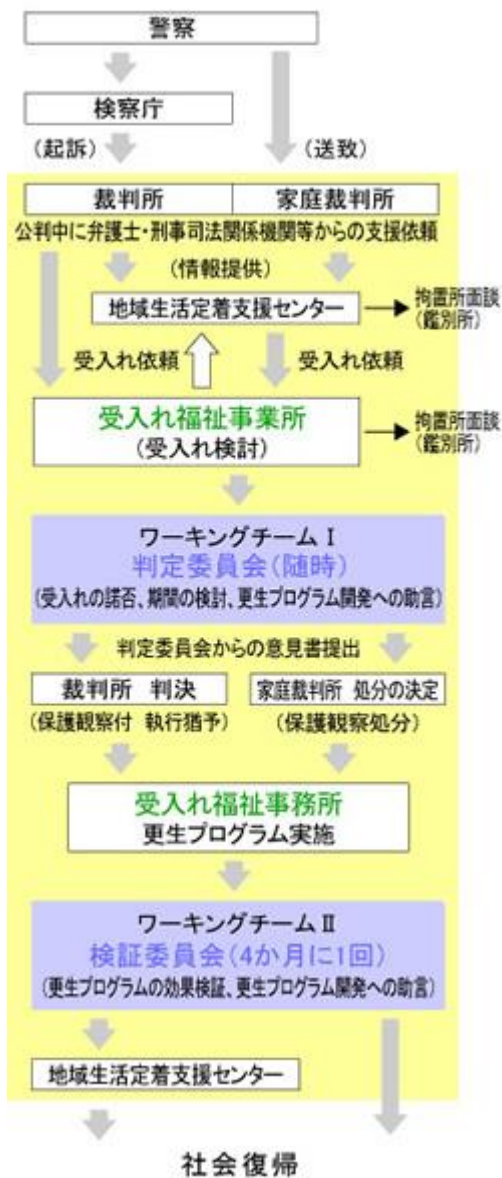 警察
検察庁
(起訴)
(送致)
裁判所
家庭裁判所
公判中に弁護士・刑事司法関係機関等からの支援依頼
(情報提供)
地域生活定着支援センター
拘置所面談
(鑑別所)
受入れ依頼
受入れ依頼
受入れ福祉事業所
(受入れ検討)
拘置所面談
(鑑別所)
ワーキングチームⅠ
判定委員会(随時)
(受入れの諾否、期間の検討、更生プログラム開発への助言)
判定委員会からの意見書提出
裁判所 判決
家庭裁判所 処分の決定
(保護観察付 執行猶予)
(保護観察処分)
受入れ福祉事務所
更生プログラム実施
ワーキングチームⅡ
検証委員会(4か月に1回)
(更生プログラムの効果検証、更生プログラム開発への助言)
地域生活定着支援センター
社会復帰